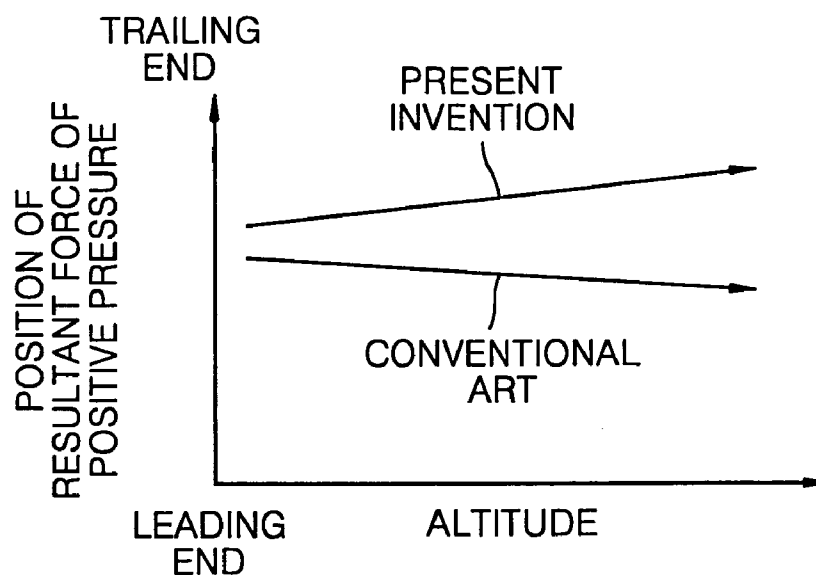 TRAILING
END
PRESENT
INVENTION
POSITION OF
RESULTANT FORCE OF
POSITIVE PRESSURE
CONVENTIONAL
ART
LEADING
END
ALTITUDE